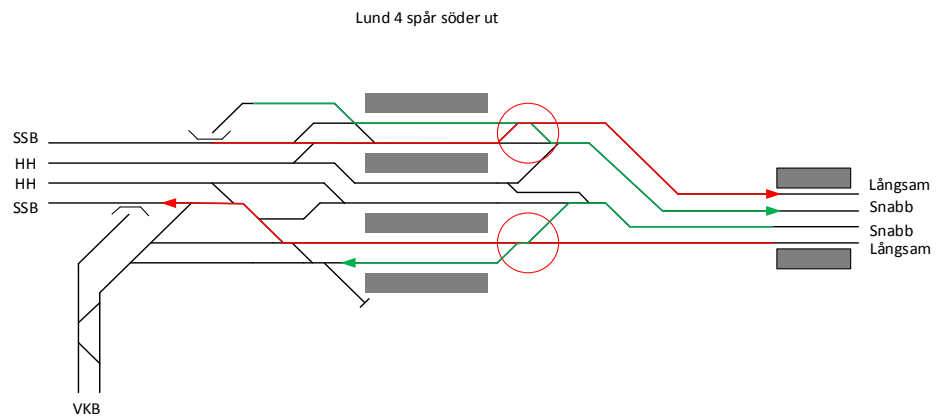 Lund 4 spår söder ut
SSB
HH
HH
SSB
Långsam
Snabb
Snabb
Långsam
VKB